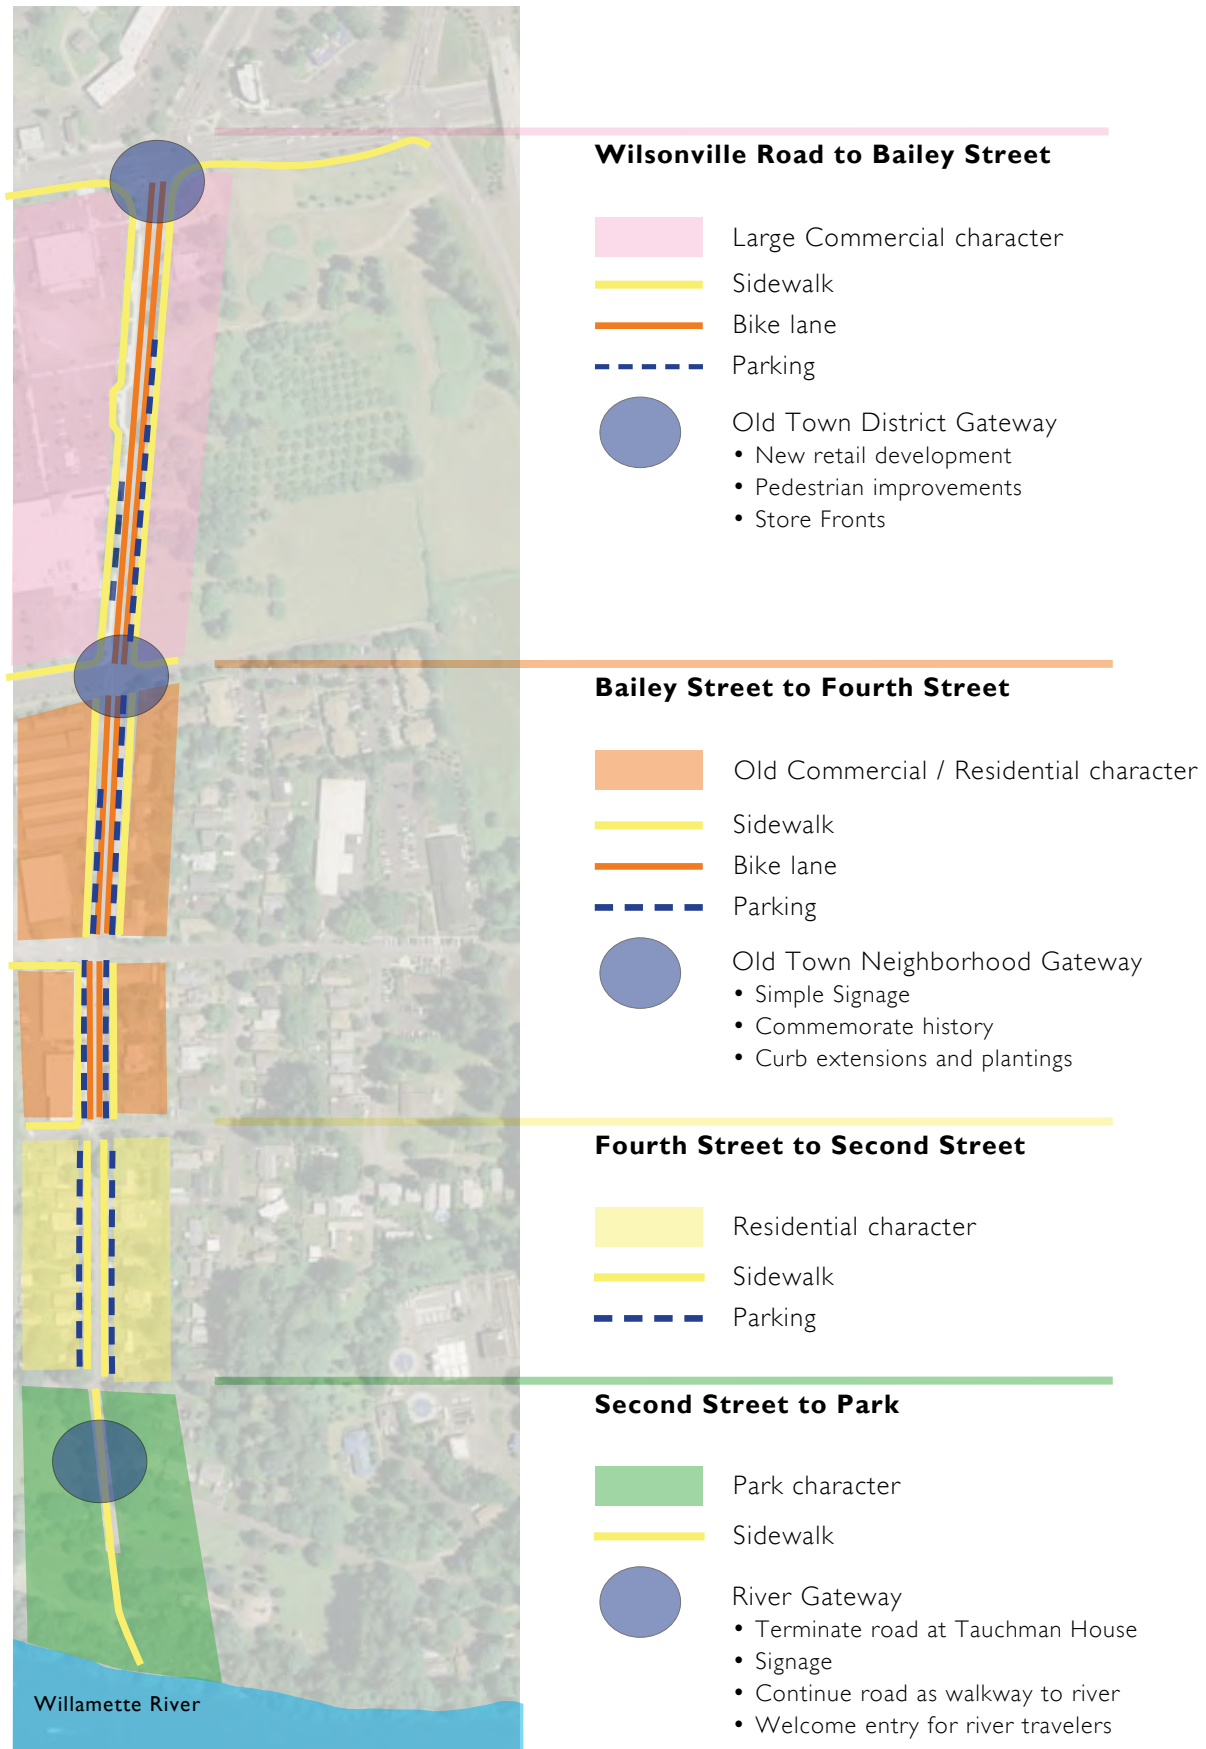 Wilsonville Road to Bailey Street
Large Commercial character
Sidewalk
Bike lane
Parking
Old Town District Gateway
• New retail development
• Pedestrian improvements
• Store Fronts
Bailey Street to Fourth Street
Old Commercial / Residential character
Sidewalk
Bike lane
Parking
Old Town Neighborhood Gateway
• Simple Signage
• Commemorate history
• Curb extensions and plantings
Fourth Street to Second Street
Residential character
Sidewalk
Parking
Second Street to Park
Park character
Sidewalk
River Gateway
• Terminate road at Tauchman House
• Signage
• Continue road as walkway to river
• Welcome entry for river travelers
Willamette River